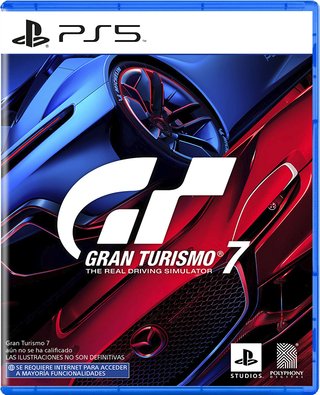 PS5
GRAN TURISMO® 7
THE REAL DRIVING SIMULATOR
Gran Turismo 7
aún no se ha calificado
LAS ILUSTRACIONES NO SON DEFINITIVAS
SE REQUIERE INTERNET PARA ACCEDER
A MAYORÍA FUNCIONALIDADES
STUDIOS
POLYPHONY
DIGITAL